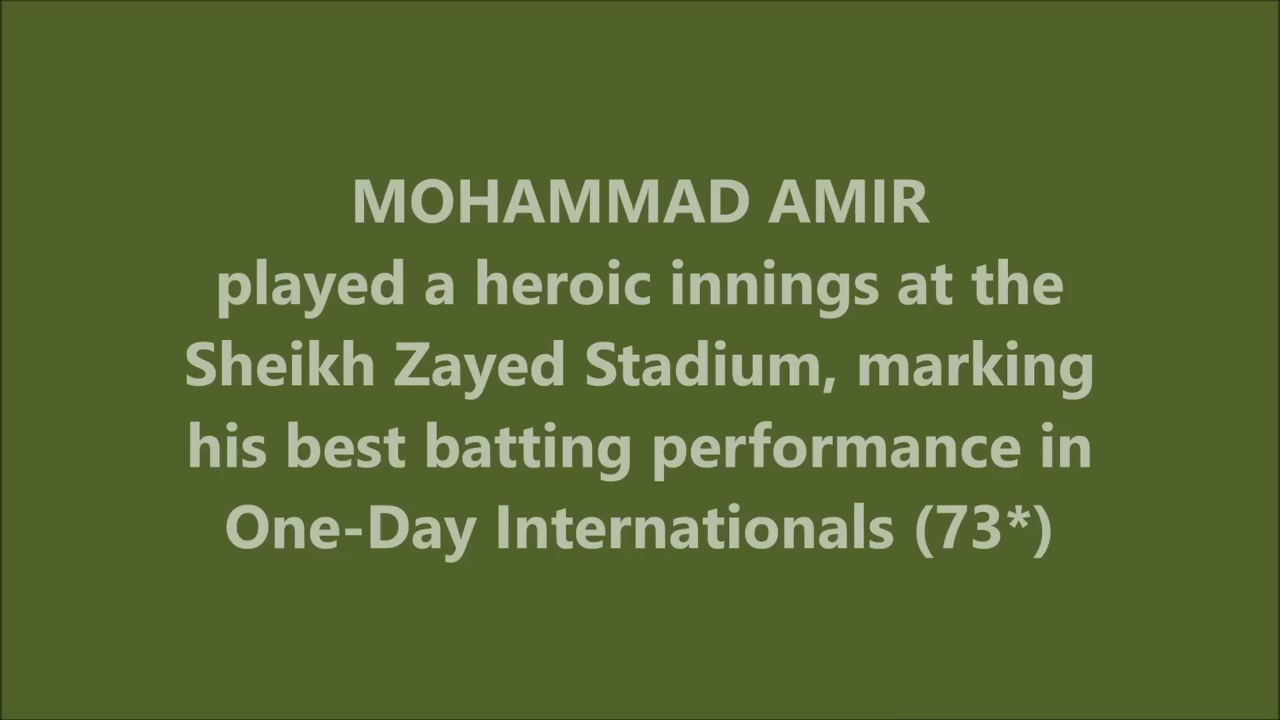 MOHAMMAD AMIR
played a heroic innings at the
Sheikh Zayed Stadium, marking
his best batting performance in
One-Day Internationals (73*)